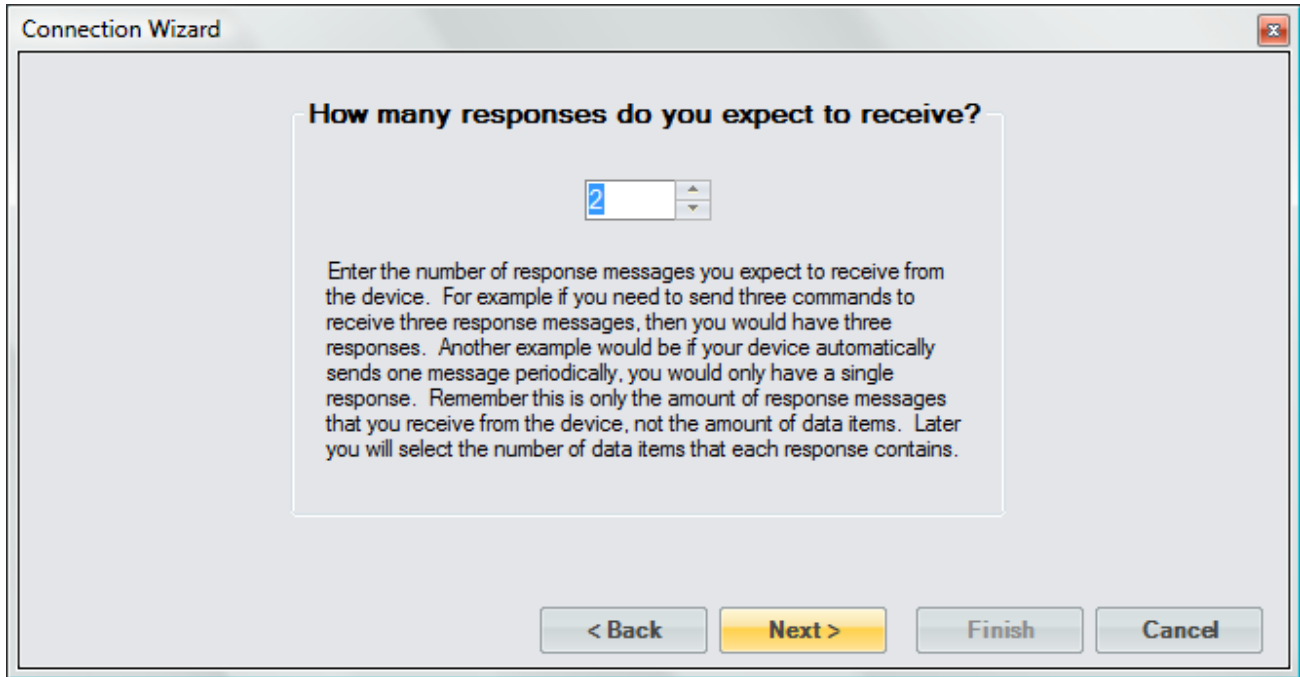 Connection Wizard
How many responses do you expect to receive?
2
Enter the number of response messages you expect to receive from
the device.  For example if you need to send three commands to
receive three response messages, then you would have three
responses.  Another example would be if your device automatically
sends one message periodically, you would only have a single
response.  Remember this is only the amount of response messages
that you receive from the device, not the amount of data items.  Later
you will select the number of data items that each response contains.
< Back Next > Finish Cancel